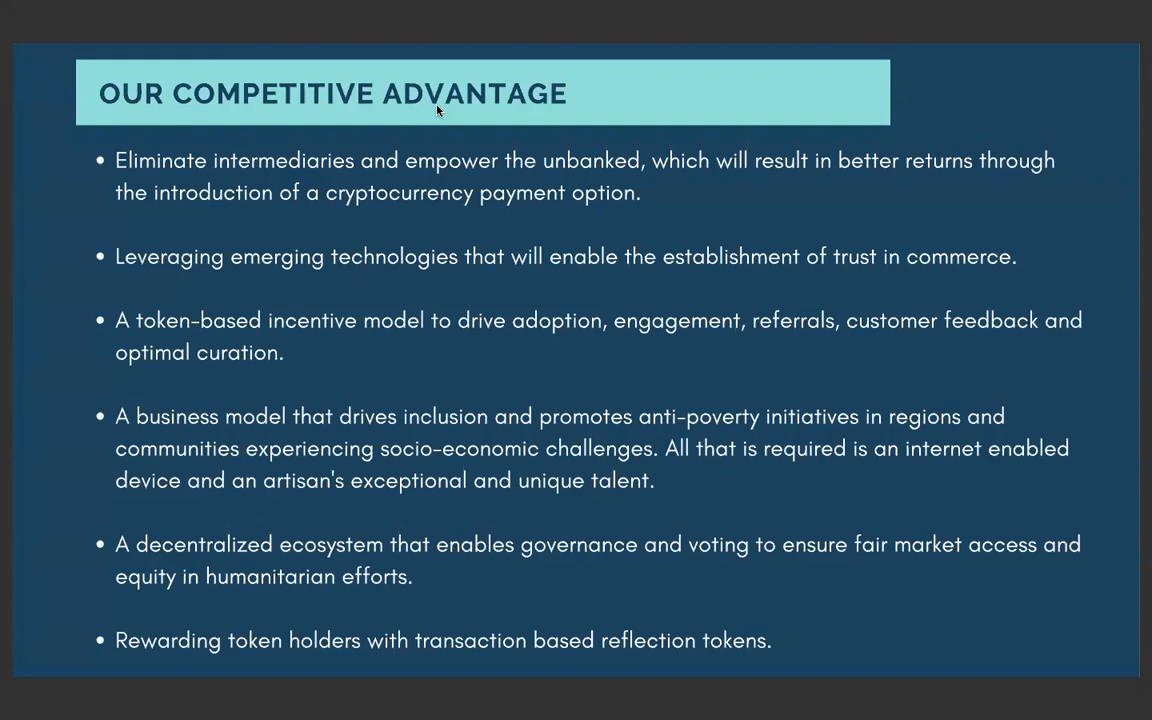 OUR COMPETITIVE ADVANTAGE
• Eliminate intermediaries and empower the unbanked, which will result in better returns through
the introduction of a cryptocurrency payment option.
• Leveraging emerging technologies that will enable the establishment of trust in commerce.
• A token-based incentive model to drive adoption, engagement, referrals, customer feedback and
optimal curation.
• A business model that drives inclusion and promotes anti-poverty initiatives in regions and
communities experiencing socio-economic challenges. All that is required is an internet enabled
device and an artisan's exceptional and unique talent.
• A decentralized ecosystem that enables governance and voting to ensure fair market access and
equity in humanitarian efforts.
• Rewarding token holders with transaction based reflection tokens.